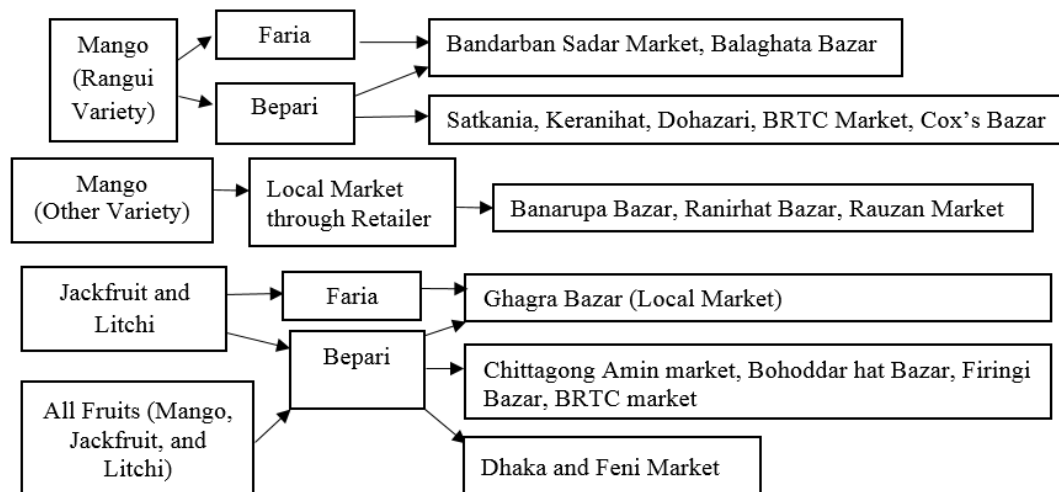 Mango
(Rangui
Variety)
Faria
Bandarban Sadar Market, Balaghata Bazar
Bepari
Satkania, Keranihat, Dohazari, BRTC Market, Cox’s Bazar
Mango
(Other Variety)
Local Market
through Retailer
Banarupa Bazar, Ranirhat Bazar, Rauzan Market
Jackfruit and
Litchi
Faria
Ghagra Bazar (Local Market)
Bepari
Chittagong Amin market, Bohoddar hat Bazar, Firingi
Bazar, BRTC market
All Fruits (Mango,
Jackfruit, and
Litchi)
Dhaka and Feni Market